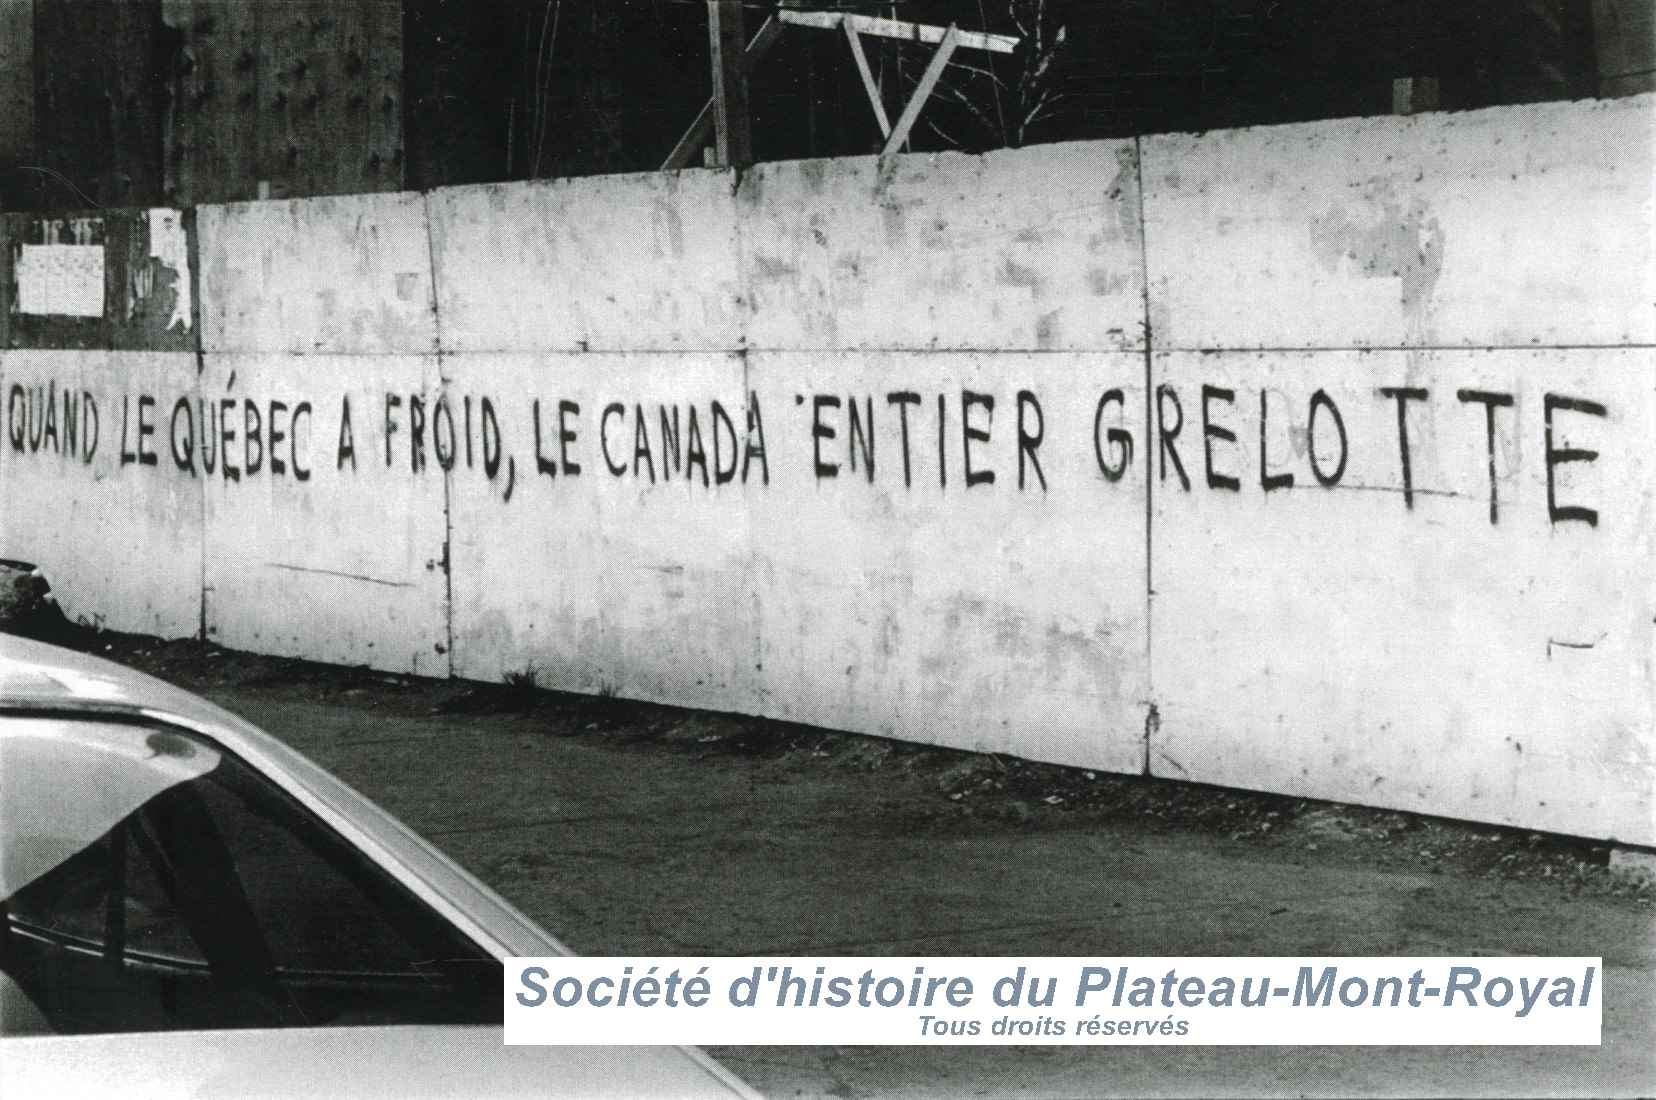 QUAND LE QUÉBEC A FROID, LE CANADA ENTIER GRELOTTE
Société d'histoire du Plateau-Mont-Royal
Tous droits réservés